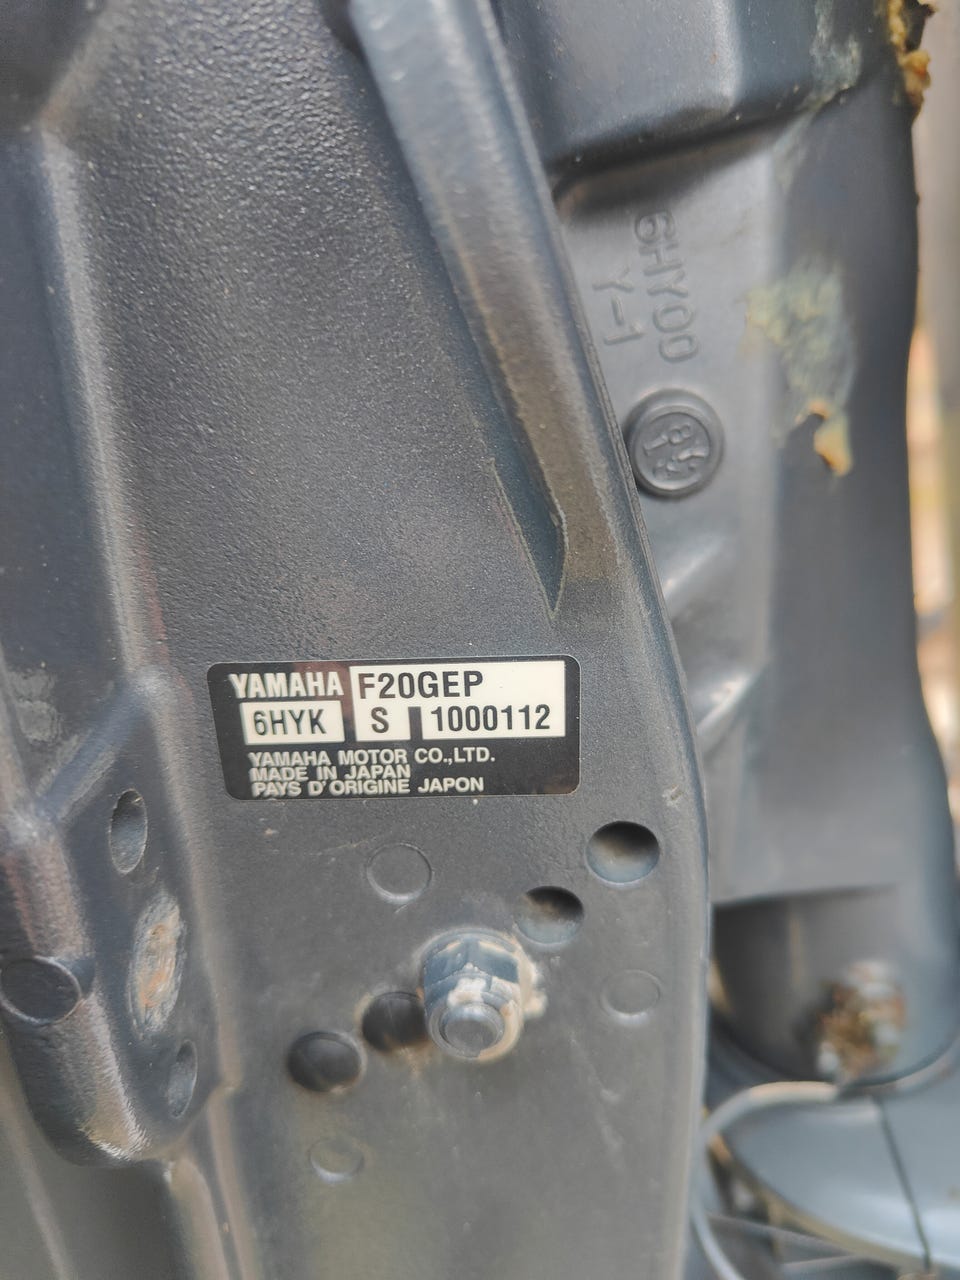 6HY00
Y-1
YAMAHA F20GEP
6HYK S 1000112
YAMAHA MOTOR CO.,LTD.
MADE IN JAPAN
PAYS D'ORIGINE JAPON